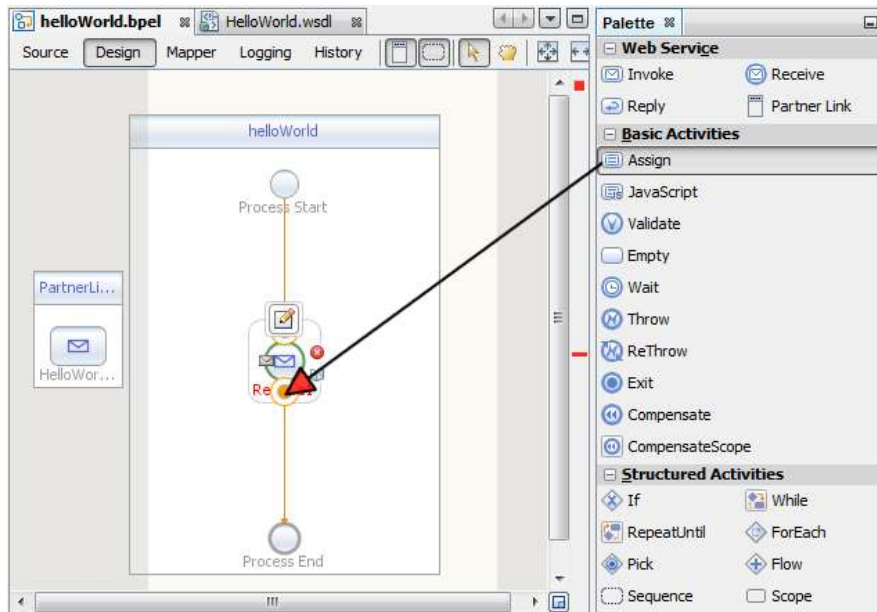 helloWorld.bpel HelloWorld.wsdl
Source Design Mapper Logging History
helloWorld
Process Start
PartnerLi...
HelloWor...
Process End
Palette
Web Service
Invoke Receive
Reply Partner Link
Basic Activities
Assign
JavaScript
Validate
Empty
Wait
Throw
ReThrow
Exit
Compensate
CompensateScope
Structured Activities
If While
RepeatUntil ForEach
Pick Flow
Sequence Scope